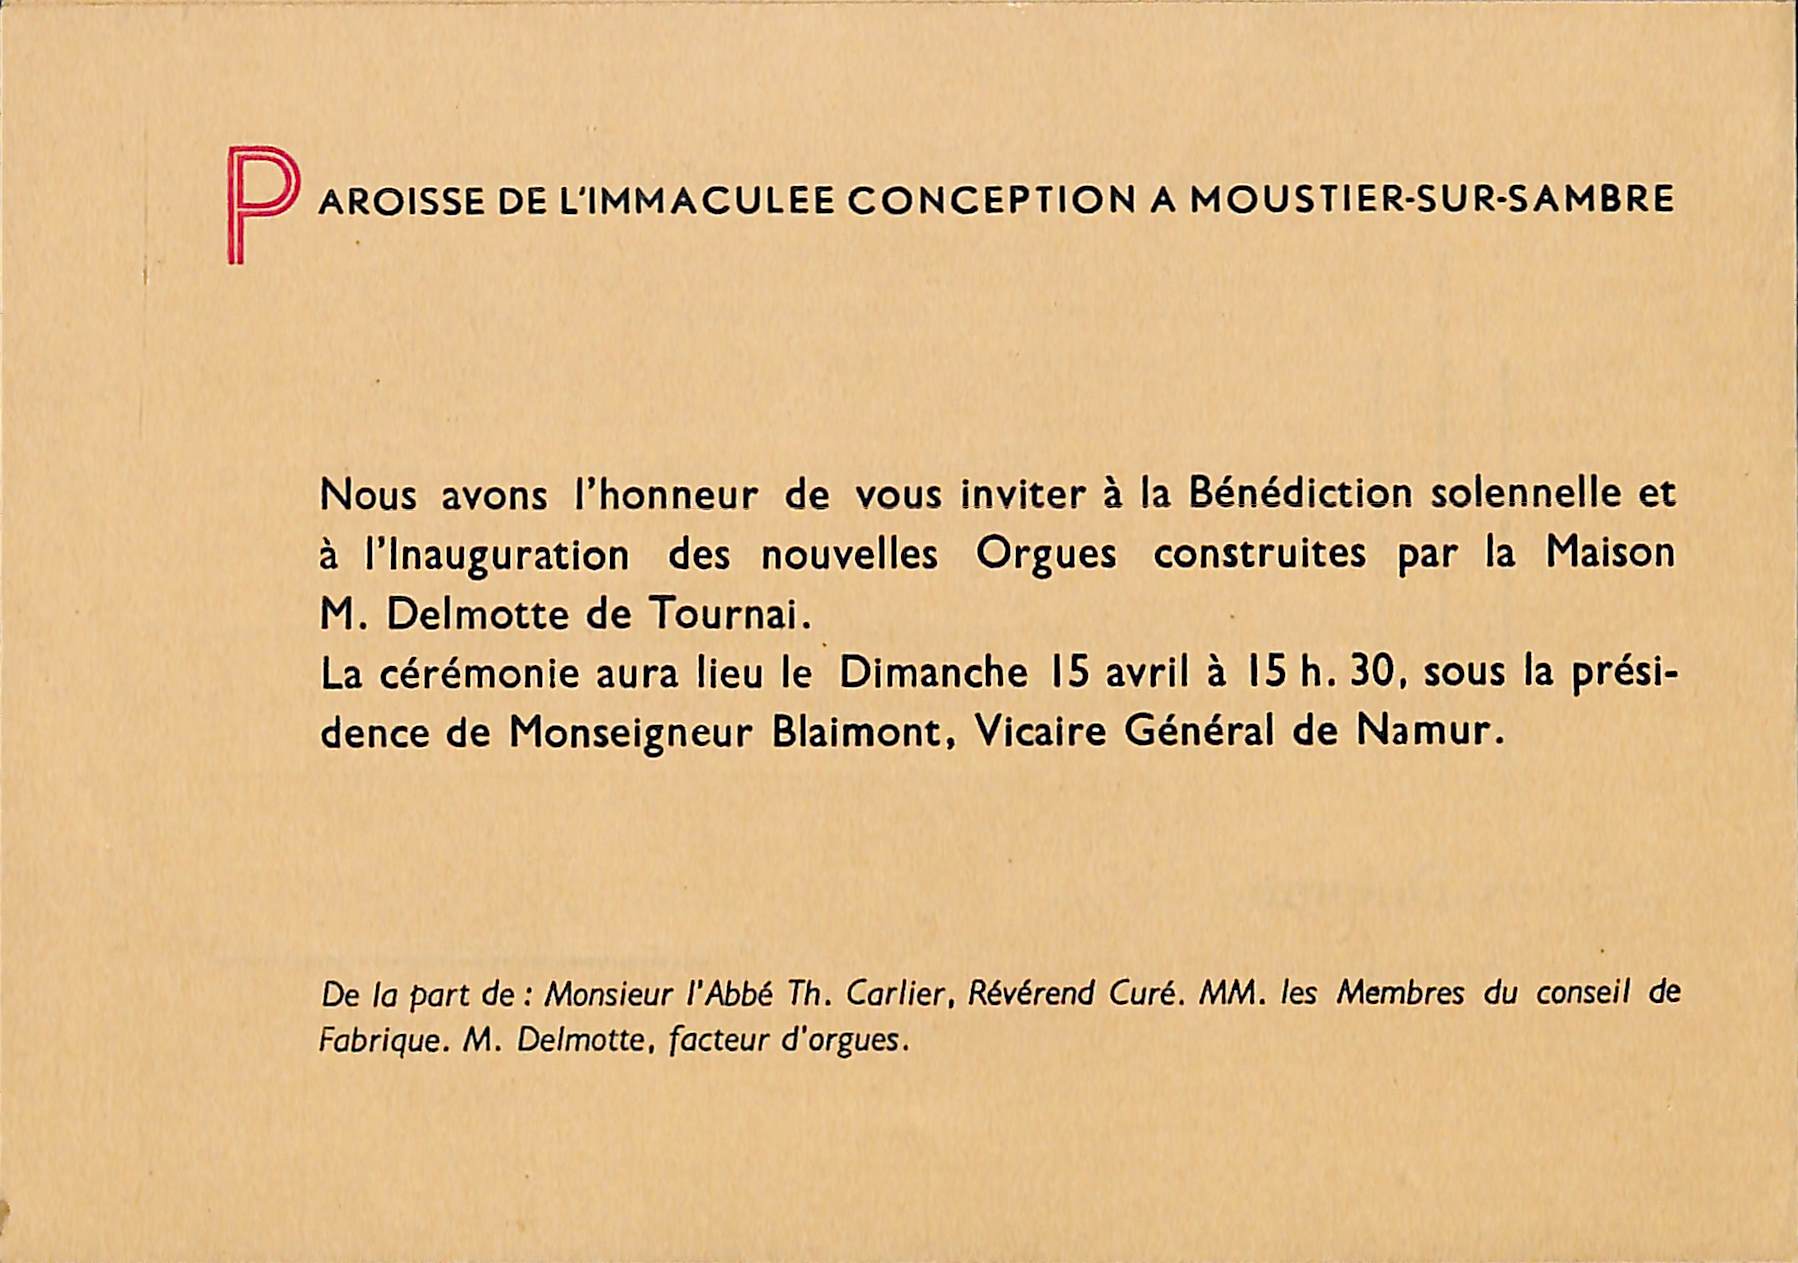 PAROISSE DE L'IMMACULEE CONCEPTION A MOUSTIER-SUR-SAMBRE
Nous avons l'honneur de vous inviter à la Bénédiction solennelle et
à l'Inauguration des nouvelles Orgues construites par la Maison
M. Delmotte de Tournai.
La cérémonie aura lieu le Dimanche 15 avril à 15 h. 30, sous la prési-
dence de Monseigneur Blaimont, Vicaire Général de Namur.
De la part de : Monsieur l'Abbé Th. Carlier, Révérend Curé. MM. les Membres du conseil de
Fabrique. M. Delmotte, facteur d'orgues.